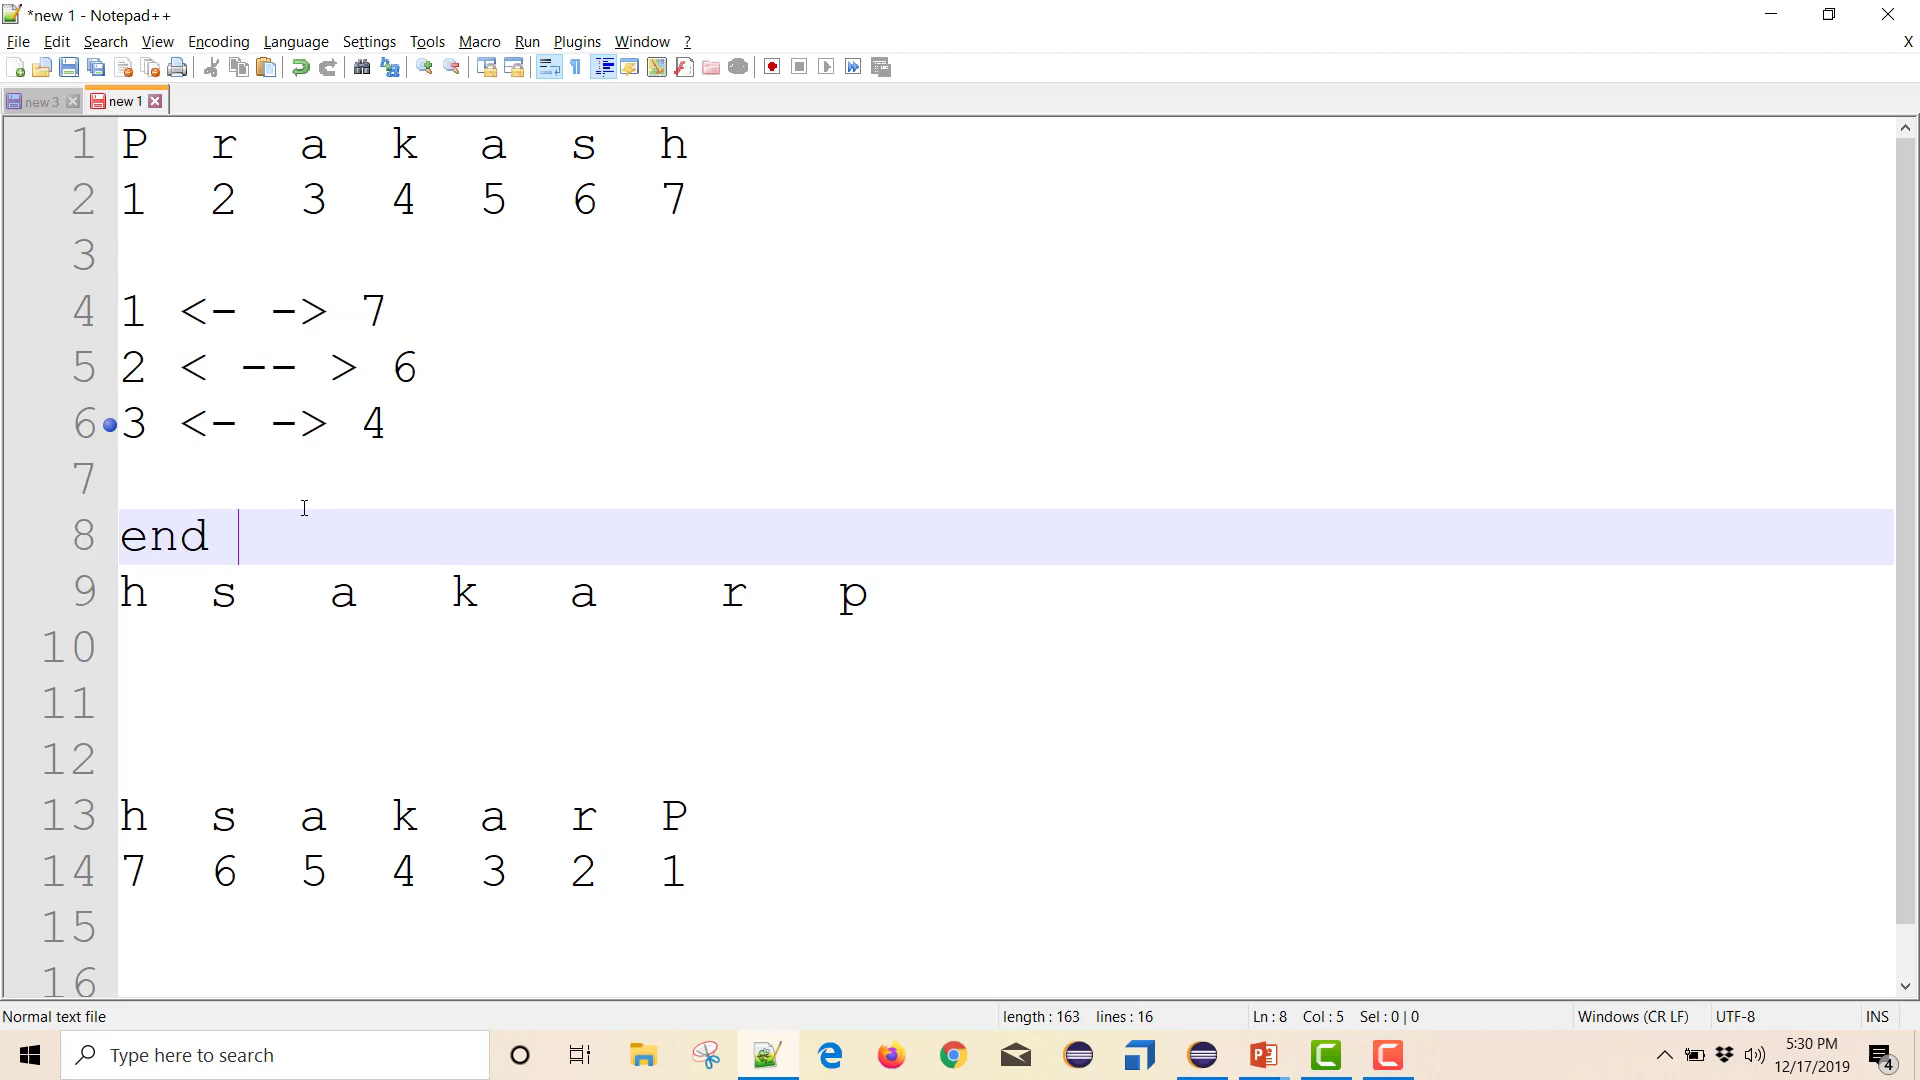 *new 1 - Notepad++
File Edit Search View Encoding Language Settings Tools Macro Run Plugins Window ? X
new 3 new 1
1 P r a k a s h
2 1 2 3 4 5 6 7
3
4 1 <- -> 7
5 2 < -- > 6
6 3 <- -> 4
7
8 end
9 h s a k a r p
10
11
12
13 h s a k a r P
14 7 6 5 4 3 2 1
15
16
Normal text file length : 163 lines : 16 Ln : 8 Col : 5 Sel : 0 | 0 Windows (CR LF) UTF-8 INS
Type here to search
5:30 PM
12/17/2019
4